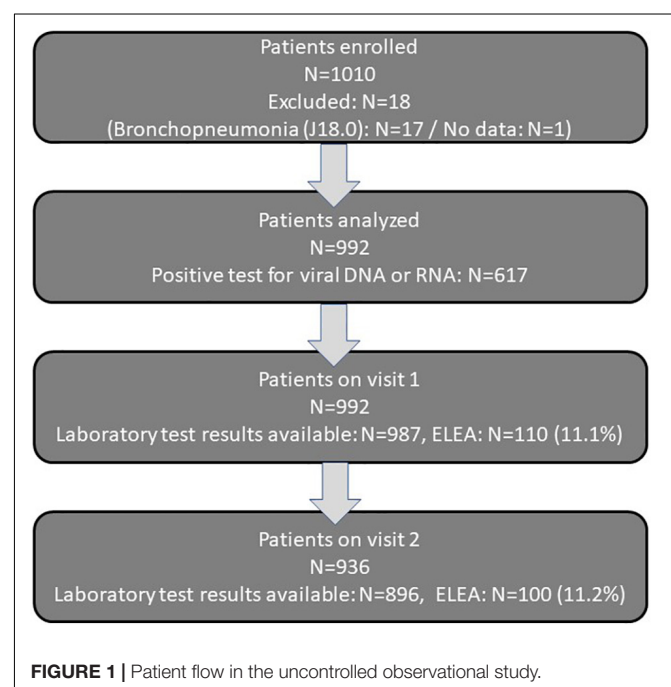 Patients enrolled
N=1010
Excluded: N=18
(Bronchopneumonia (J18.0): N=17 / No data: N=1)
Patients analyzed
N=992
Positive test for viral DNA or RNA: N=617
Patients on visit 1
N=992
Laboratory test results available: N=987, ELEA: N=110 (11.1%)
Patients on visit 2
N=936
Laboratory test results available: N=896, ELEA: N=100 (11.2%)
FIGURE 1 | Patient flow in the uncontrolled observational study.